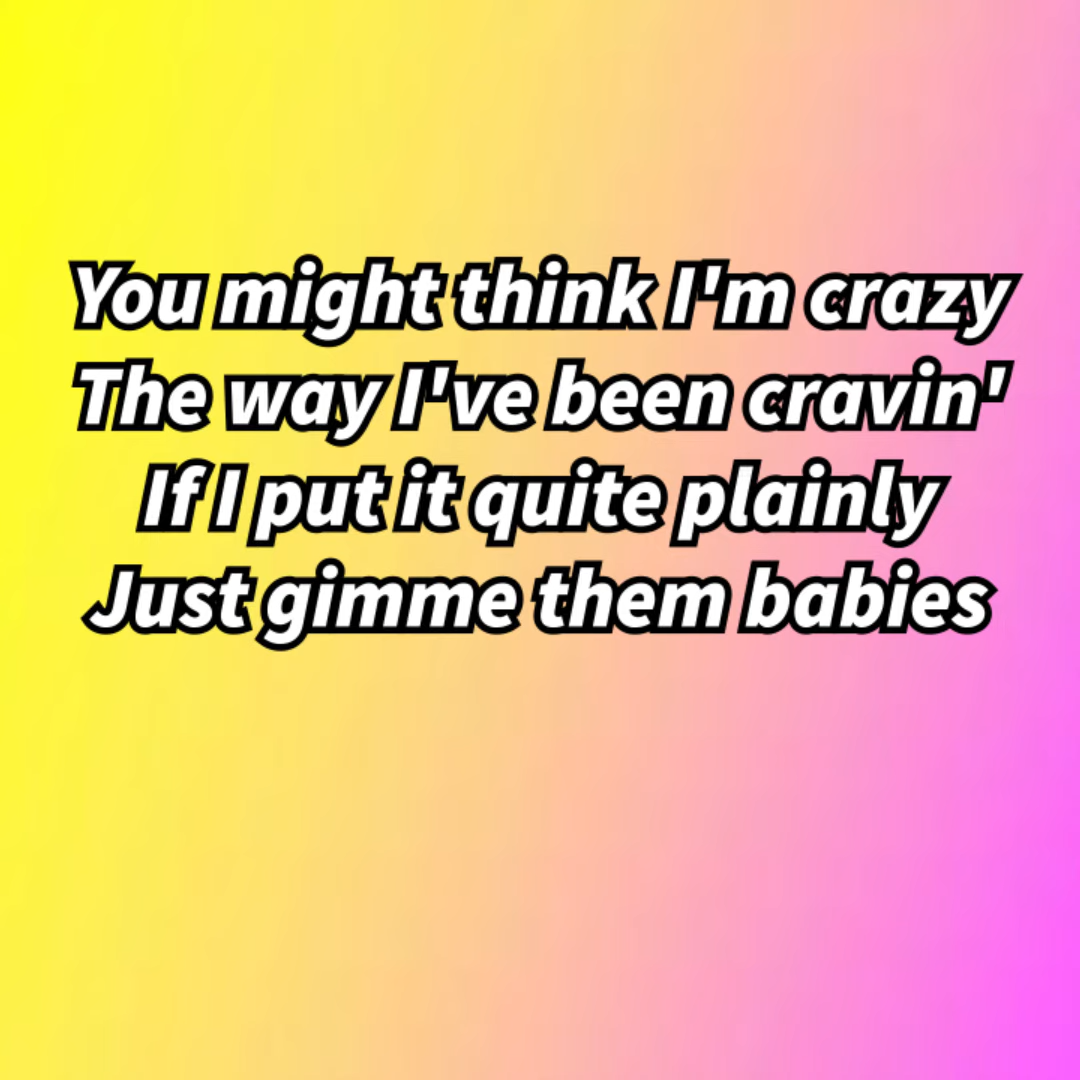 You might think I'm crazy
The way I've been cravin'
If I put it quite plainly
Just gimme them babies